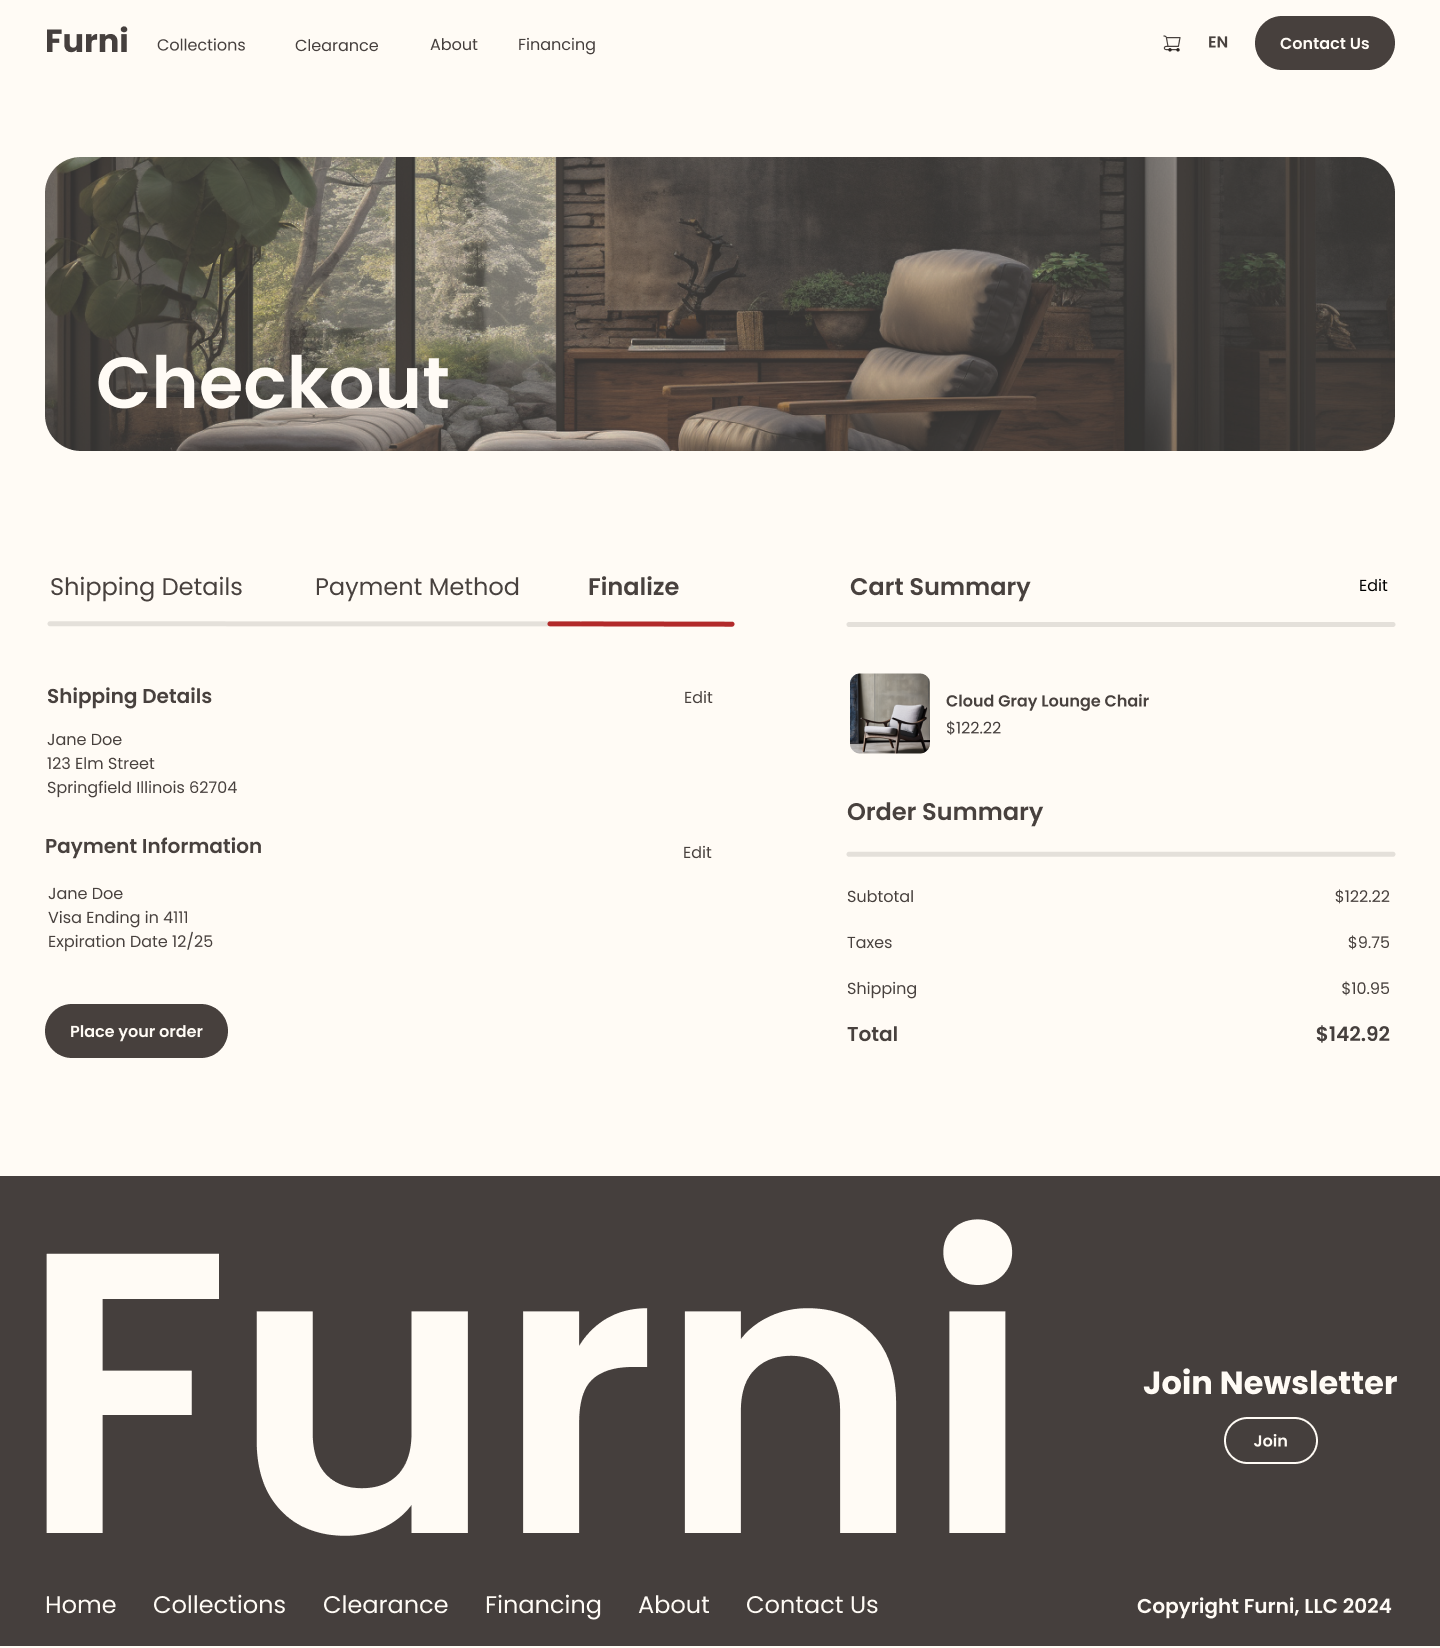 Furni
Collections
Clearance
About
Financing
EN
Contact Us
Checkout
Shipping Details
Payment Method
Finalize
Shipping Details
Edit
Jane Doe
123 Elm Street
Springfield Illinois 62704
Payment Information
Edit
Jane Doe
Visa Ending in 4111
Expiration Date 12/25
Place your order
Cart Summary
Edit
Cloud Gray Lounge Chair
$122.22
Order Summary
Subtotal $122.22
Taxes $9.75
Shipping $10.95
Total $142.92
Furni
Join Newsletter
Join
Home
Collections
Clearance
Financing
About
Contact Us
Copyright Furni, LLC 2024